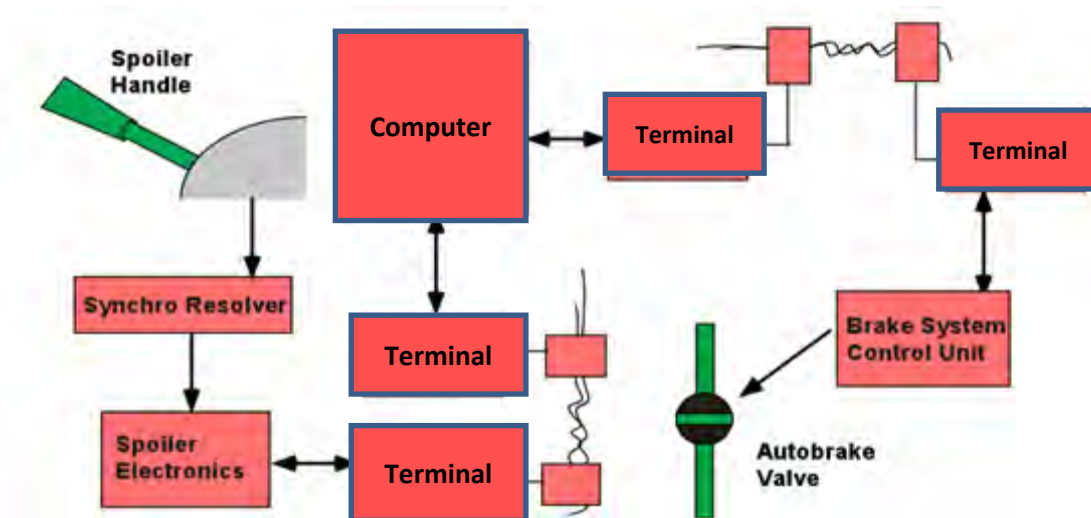 Spoiler
Handle
Computer
Terminal
Terminal
Synchro Resolver
Terminal
Brake System
Control Unit
Spoiler
Electronics
Terminal
Autobrake
Valve